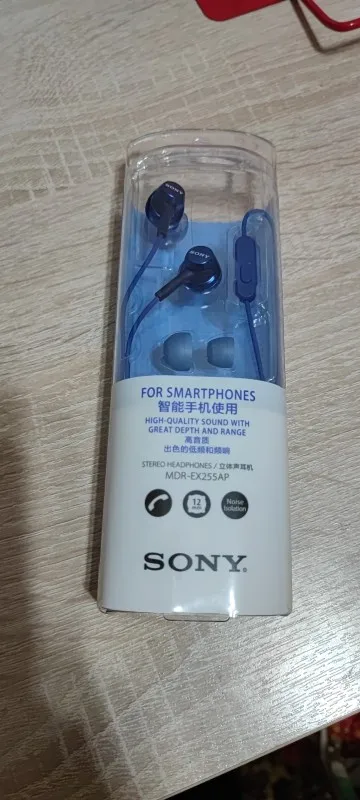 SONY
SONY
FOR SMARTPHONES
智能手机使用
HIGH-QUALITY SOUND WITH
GREAT DEPTH AND RANGE
高音质
出色的低频和频响
STEREO HEADPHONES / 立体声耳机
MDR-EX255AP
12
Noise
Isolation
SONY®